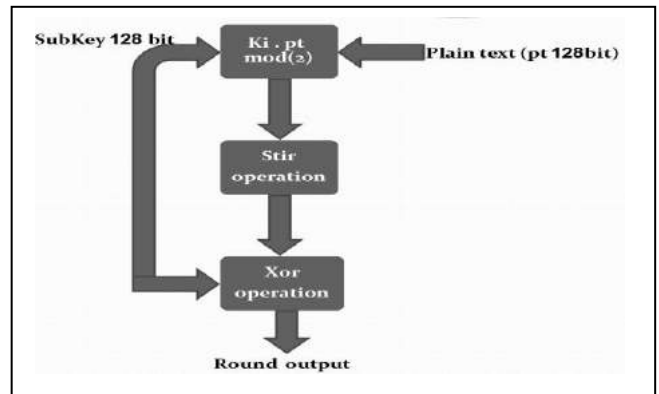 SubKey 128 bit
Ki . pt
mod(2)
Plain text (pt 128bit)
Stir
operation
Xor
operation
Round output